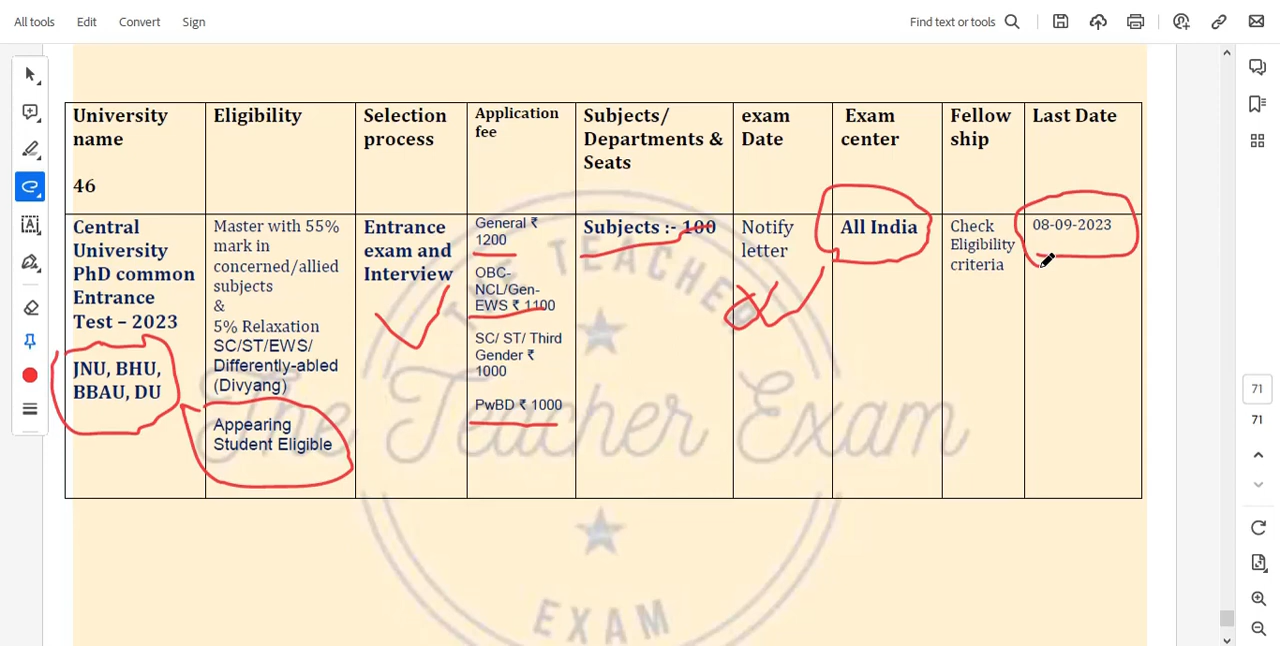 All tools Edit Convert Sign Find text or tools
University name
46
Eligibility
Selection process
Application fee
Subjects/ Departments & Seats
exam Date
Exam center
Fellow ship
Last Date
Central
University
PhD common
Entrance
Test – 2023
JNU, BHU,
BBAU, DU
Master with 55%
mark in
concerned/allied
subjects
&
5% Relaxation
SC/ST/EWS/
Differently-abled
(Divyang)
Appearing
Student Eligible
Entrance
exam and
Interview
General ₹
1200
OBC-
NCL/Gen-
EWS ₹ 1100
SC/ ST/ Third
Gender ₹
1000
PwBD ₹ 1000
Subjects :- 100
Notify
letter
All India
Check
Eligibility
criteria
08-09-2023
THE TEACHER
The Teacher Exam
EXAM
71
71